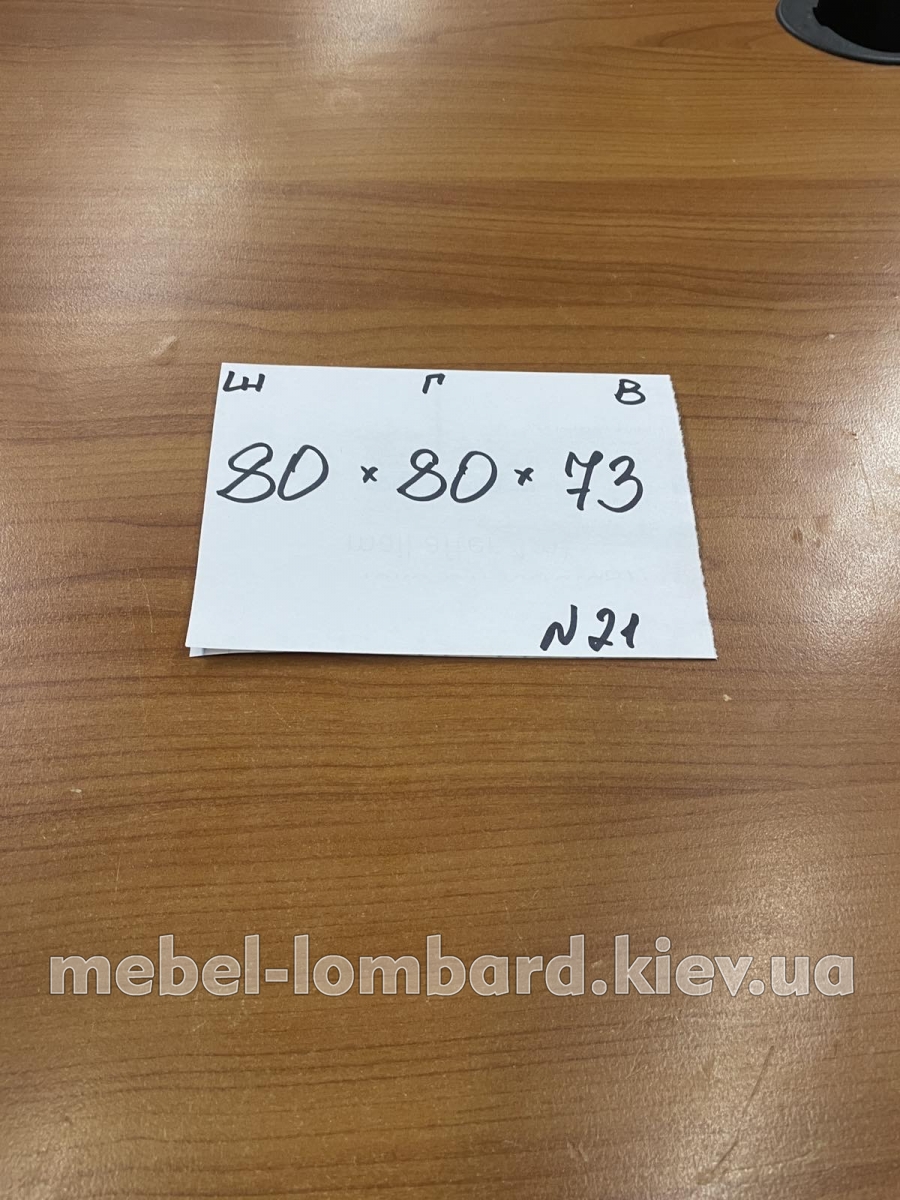 Ш Г В
80 × 80 × 73
N 21
mebel-lombard.kiev.ua